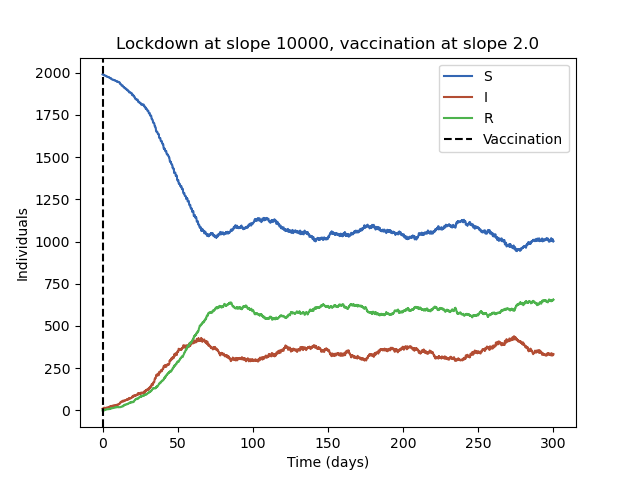 Lockdown at slope 10000, vaccination at slope 2.0
2000
1750
1500
1250
1000
750
500
250
0
Individuals
S
I
R
Vaccination
0 50 100 150 200 250 300
Time (days)